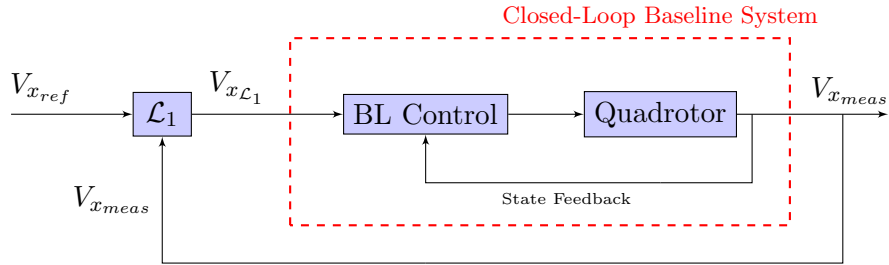 Closed-Loop Baseline System
V_{x_{ref}}
V_{x_{\mathcal{L}_1}}
V_{x_{meas}}
\mathcal{L}_1
BL Control
Quadrotor
V_{x_{meas}}
State Feedback